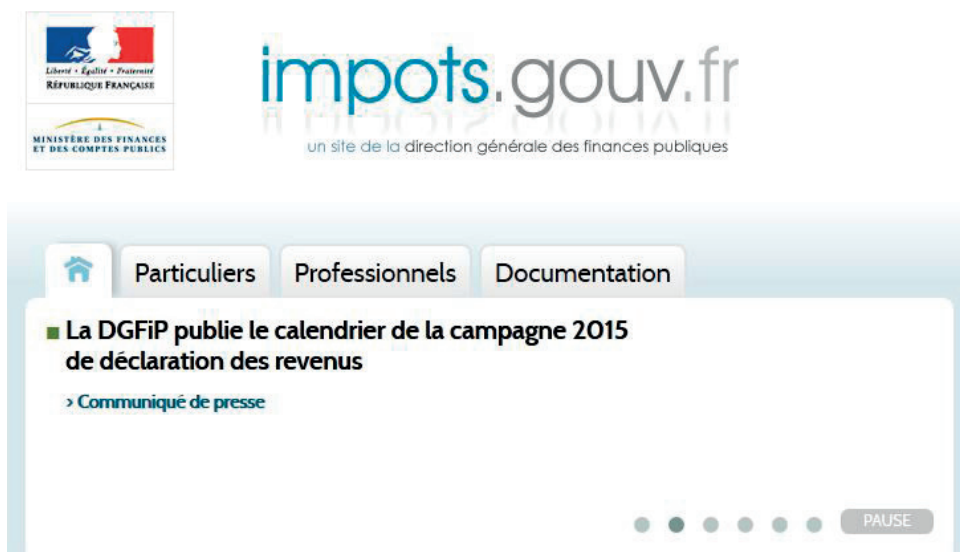 Liberté • Égalité • Fraternité
RÉPUBLIQUE FRANÇAISE
MINISTÈRE DES FINANCES
ET DES COMPTES PUBLICS
impots.gouv.fr
un site de la direction générale des finances publiques
Particuliers Professionnels Documentation
La DGFiP publie le calendrier de la campagne 2015
de déclaration des revenus
› Communiqué de presse
PAUSE